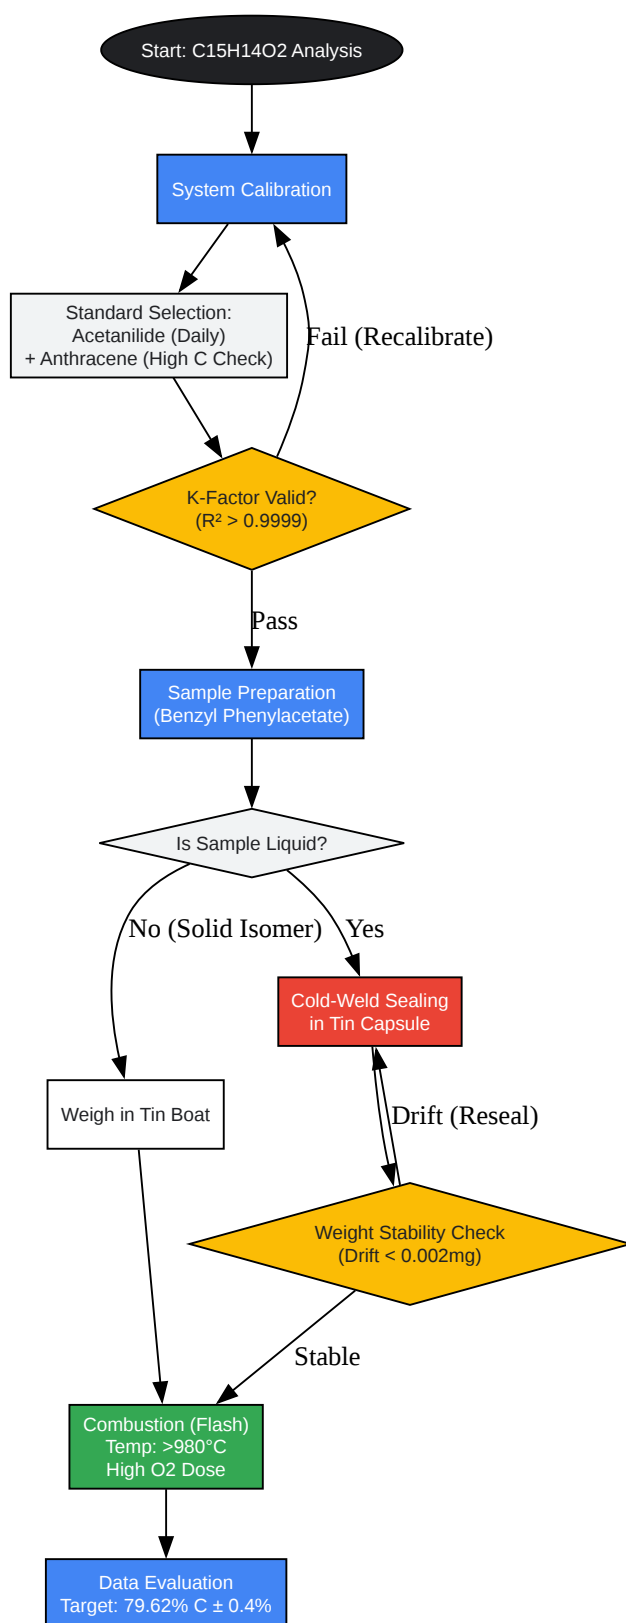 Start: C15H14O2 Analysis
System Calibration
Standard Selection:
Acetanilide (Daily)
+ Anthracene (High C Check)
Fail (Recalibrate)
K-Factor Valid?
(R² > 0.9999)
Pass
Sample Preparation
(Benzyl Phenylacetate)
Is Sample Liquid?
No (Solid Isomer)
Yes
Cold-Weld Sealing
in Tin Capsule
Weigh in Tin Boat
Drift (Reseal)
Weight Stability Check
(Drift < 0.002mg)
Stable
Combustion (Flash)
Temp: >980°C
High O2 Dose
Data Evaluation
Target: 79.62% C ± 0.4%